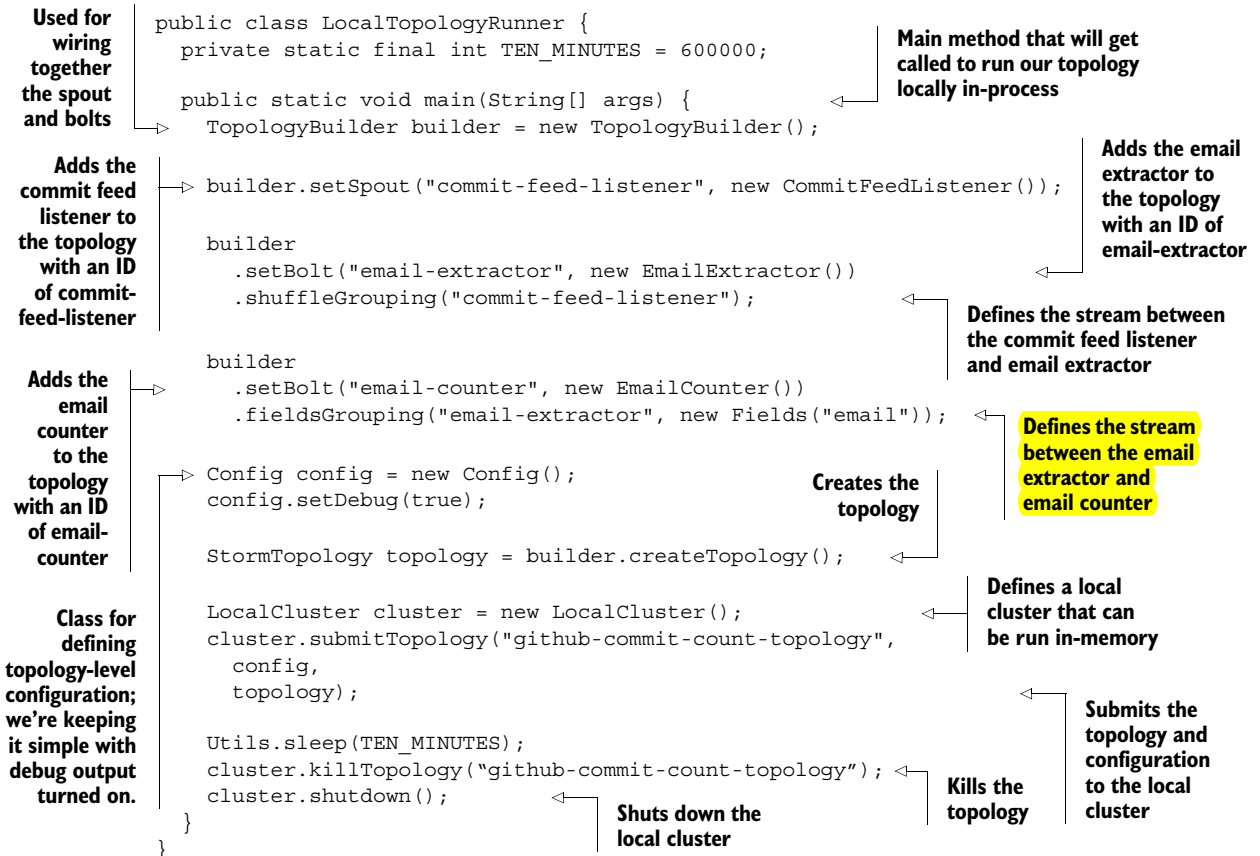 Used for
wiring
together
the spout
and bolts
Adds the
commit feed
listener to
the topology
with an ID
of commit-
feed-listener
Adds the
email
counter
to the
topology
with an ID
of email-
counter
Class for
defining
topology-level
configuration;
we're keeping
it simple with
debug output
turned on.
public class LocalTopologyRunner {
private static final int TEN_MINUTES = 600000;
public static void main(String[] args) {
TopologyBuilder builder = new TopologyBuilder();
builder.setSpout("commit-feed-listener", new CommitFeedListener());
builder
.setBolt("email-extractor", new EmailExtractor())
.shuffleGrouping("commit-feed-listener");
builder
.setBolt("email-counter", new EmailCounter())
.fieldsGrouping("email-extractor", new Fields("email"));
Config config = new Config();
config.setDebug(true);
StormTopology topology = builder.createTopology();
LocalCluster cluster = new LocalCluster();
cluster.submitTopology("github-commit-count-topology",
config,
topology);
Utils.sleep(TEN_MINUTES);
cluster.killTopology(“github-commit-count-topology”);
cluster.shutdown();
}
}
Main method that will get
called to run our topology
locally in-process
Adds the email
extractor to
the topology
with an ID of
email-extractor
Defines the stream between
the commit feed listener
and email extractor
Defines the stream
between the email
extractor and
email counter
Creates the
topology
Defines a local
cluster that can
be run in-memory
Submits the
topology and
configuration
to the local
cluster
Kills the
topology
Shuts down the
local cluster